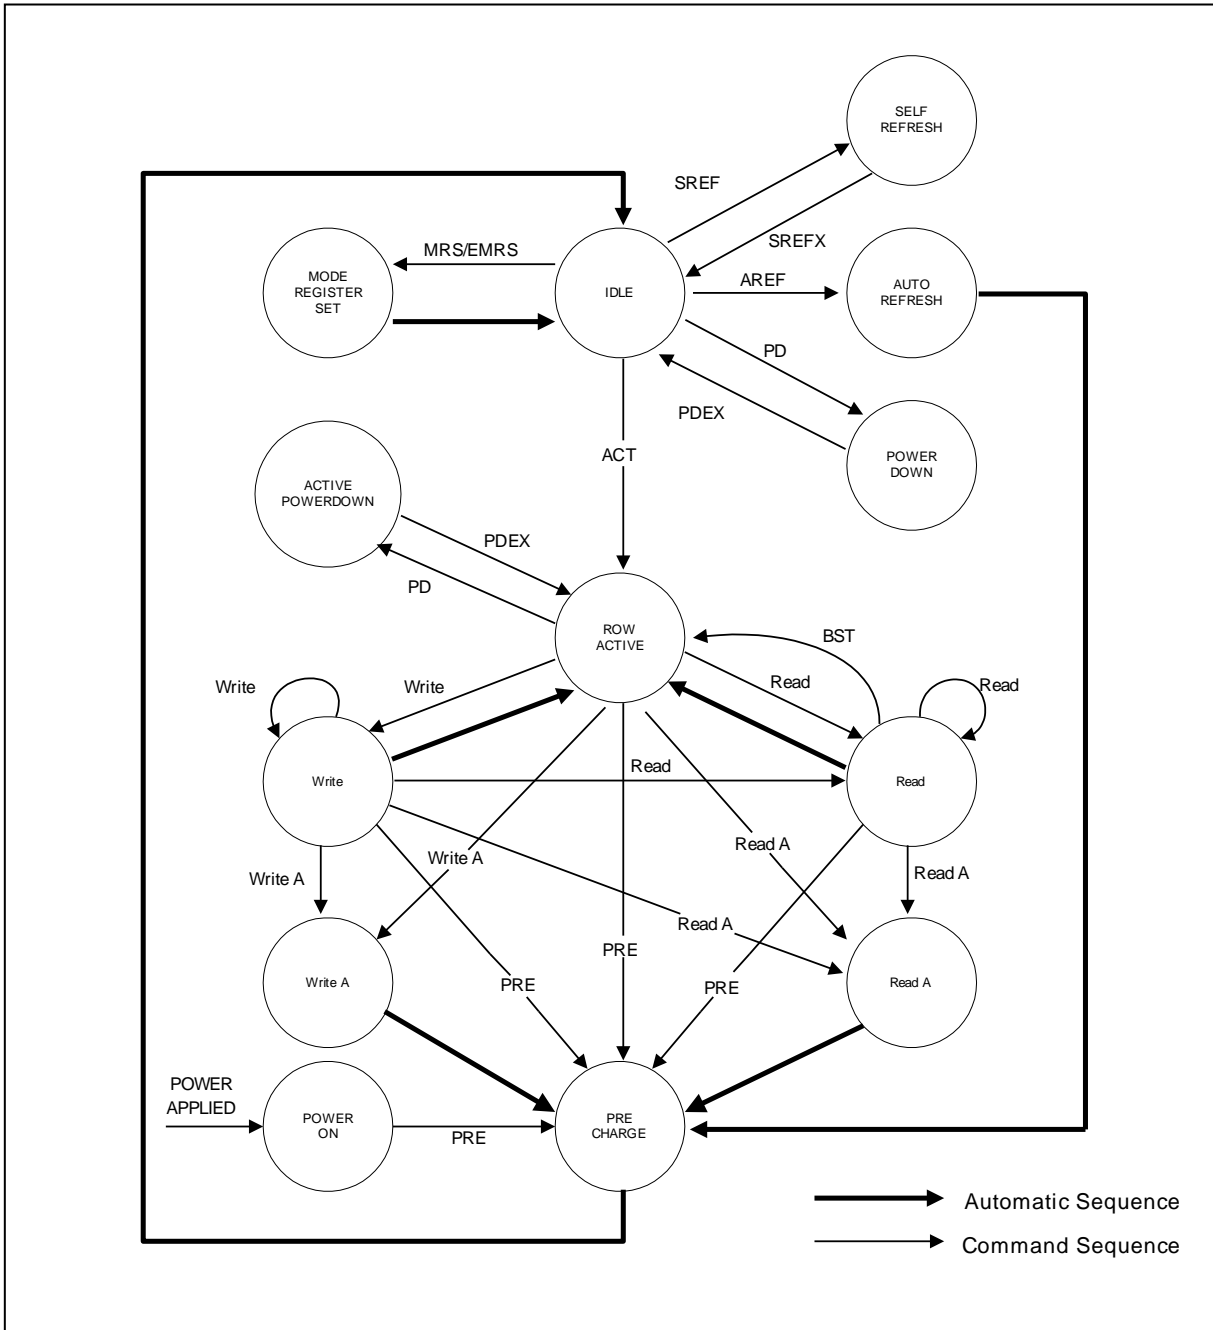 SELF
REFRESH
SREF
SREFX
MRS/EMRS
MODE
REGISTER
SET
IDLE
AREF
AUTO
REFRESH
PD
PDEX
POWER
DOWN
ACT
ACTIVE
POWERDOWN
PDEX
PD
ROW
ACTIVE
BST
Write
Write
Read
Read
Write
Read
Read
Write A
Write A
Read A
Read A
Read A
PRE
Write A
PRE
PRE
Read A
POWER
APPLIED
POWER
ON
PRE
PRE
CHARGE
Automatic Sequence
Command Sequence